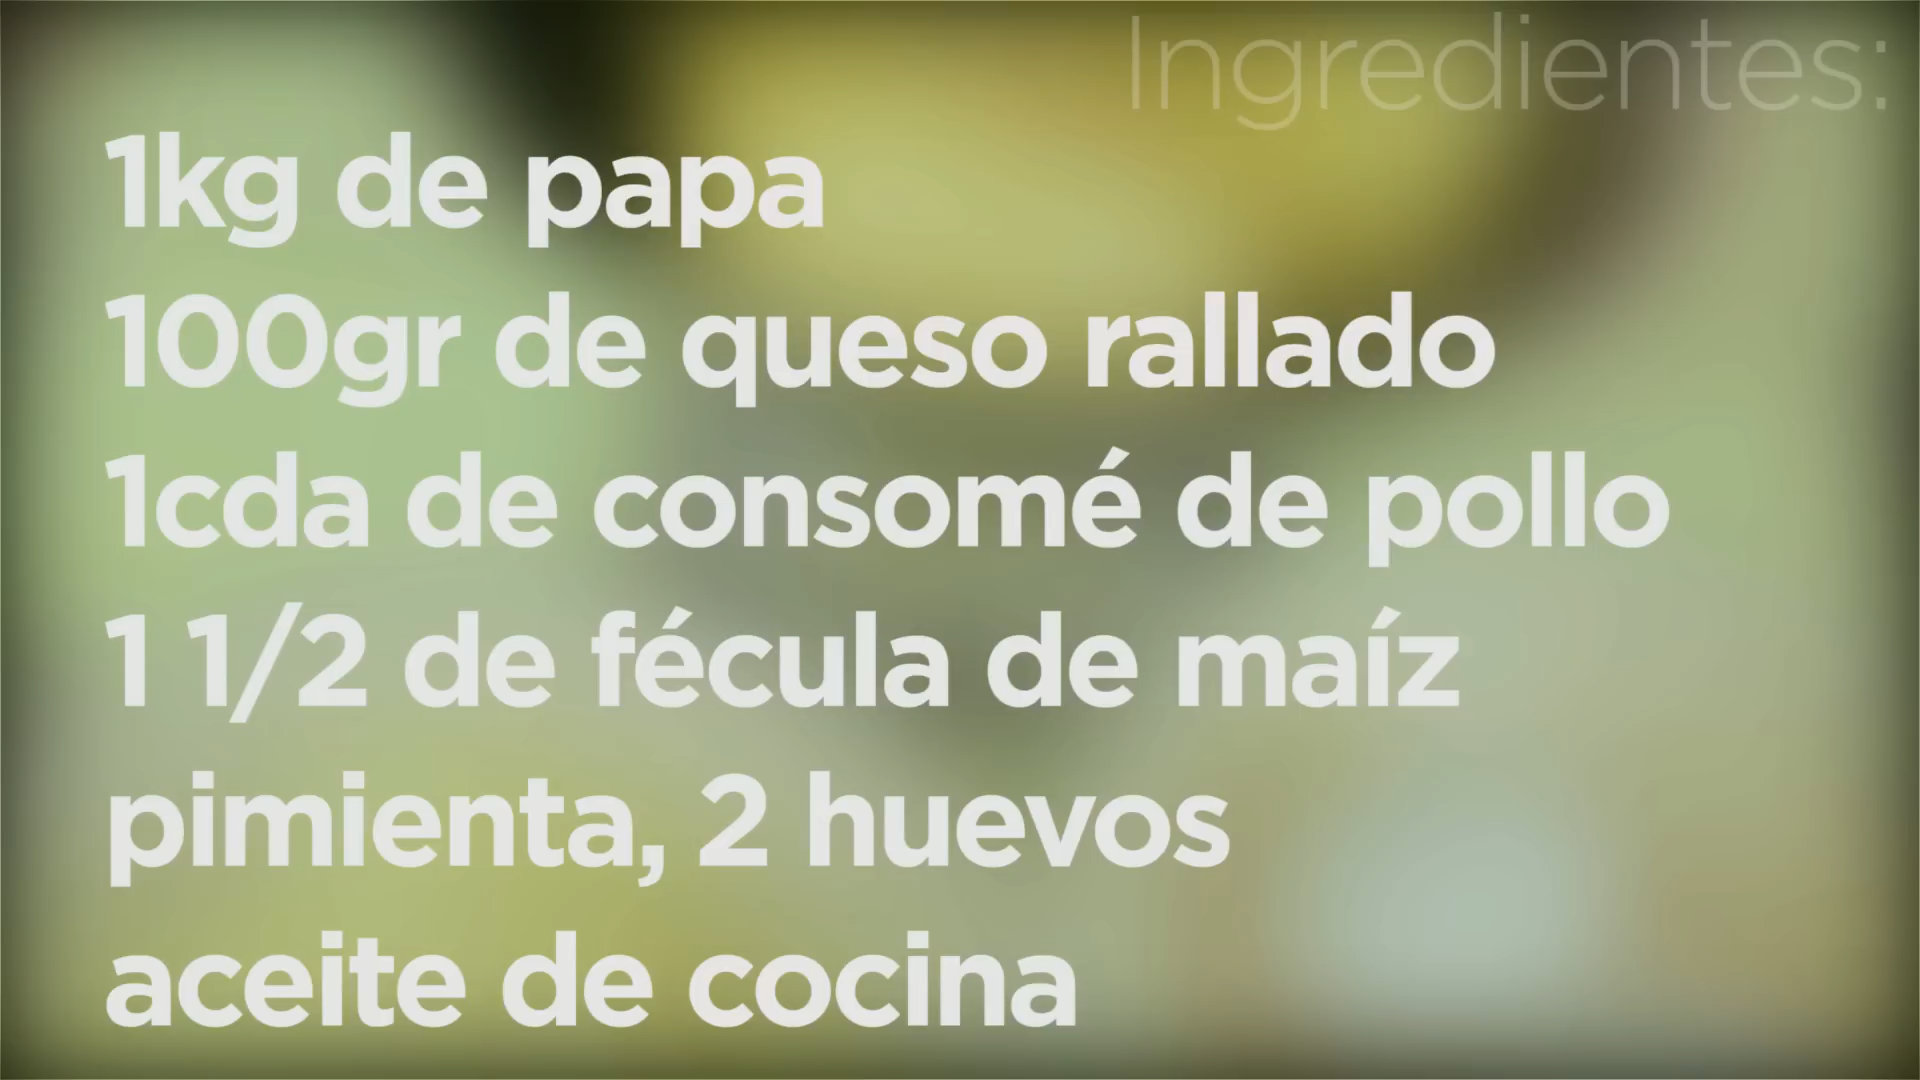 Ingredientes:
1kg de papa
100gr de queso rallado
1cda de consomé de pollo
1 1/2 de fécula de maíz
pimienta, 2 huevos
aceite de cocina